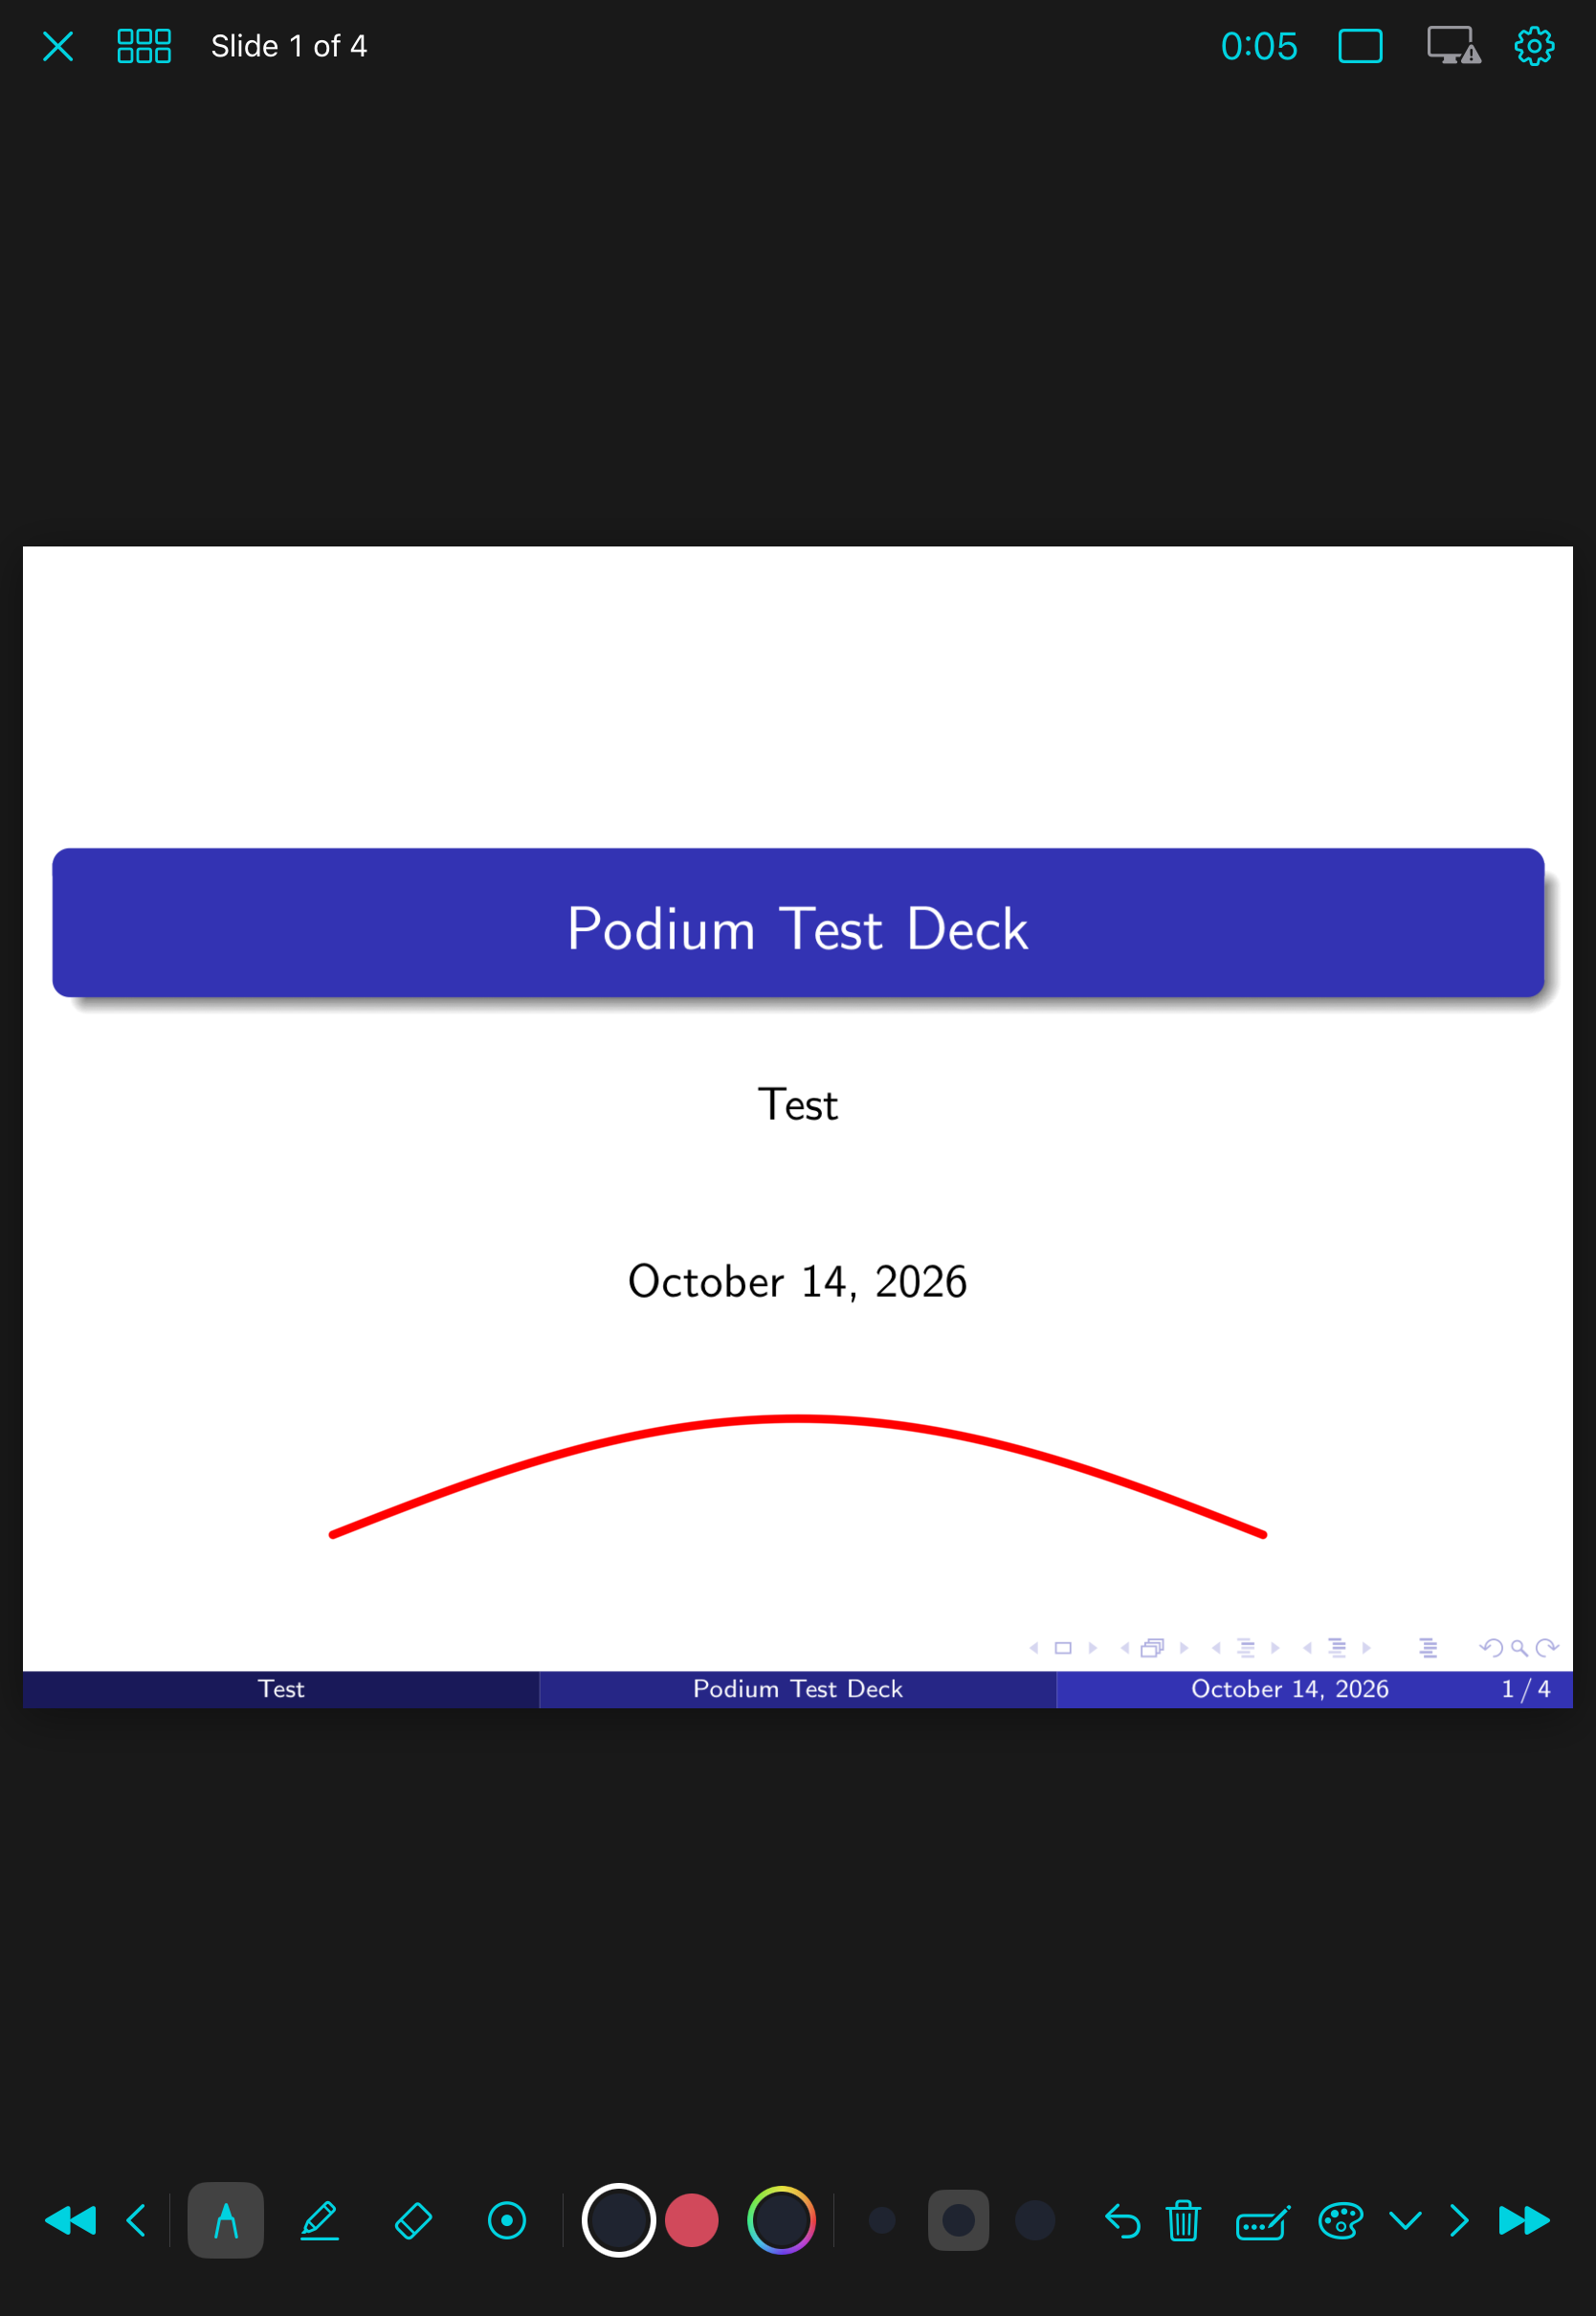 Slide 1 of 4
0:05
Podium Test Deck
Test
October 14, 2026
Test Podium Test Deck October 14, 2026 1 / 4